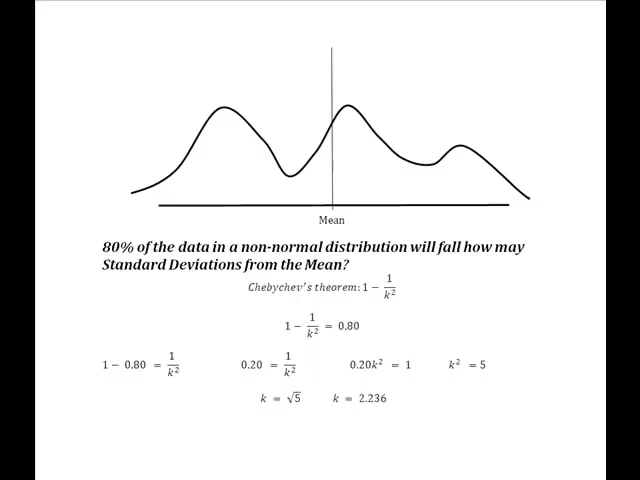 Mean
80% of the data in a non-normal distribution will fall how may
Standard Deviations from the Mean?
Chebychev's theorem: 1 − 1/k²
1 − 1/k² = 0.80
1 − 0.80 = 1/k² 0.20 = 1/k² 0.20k² = 1 k² = 5
k = √5 k = 2.236